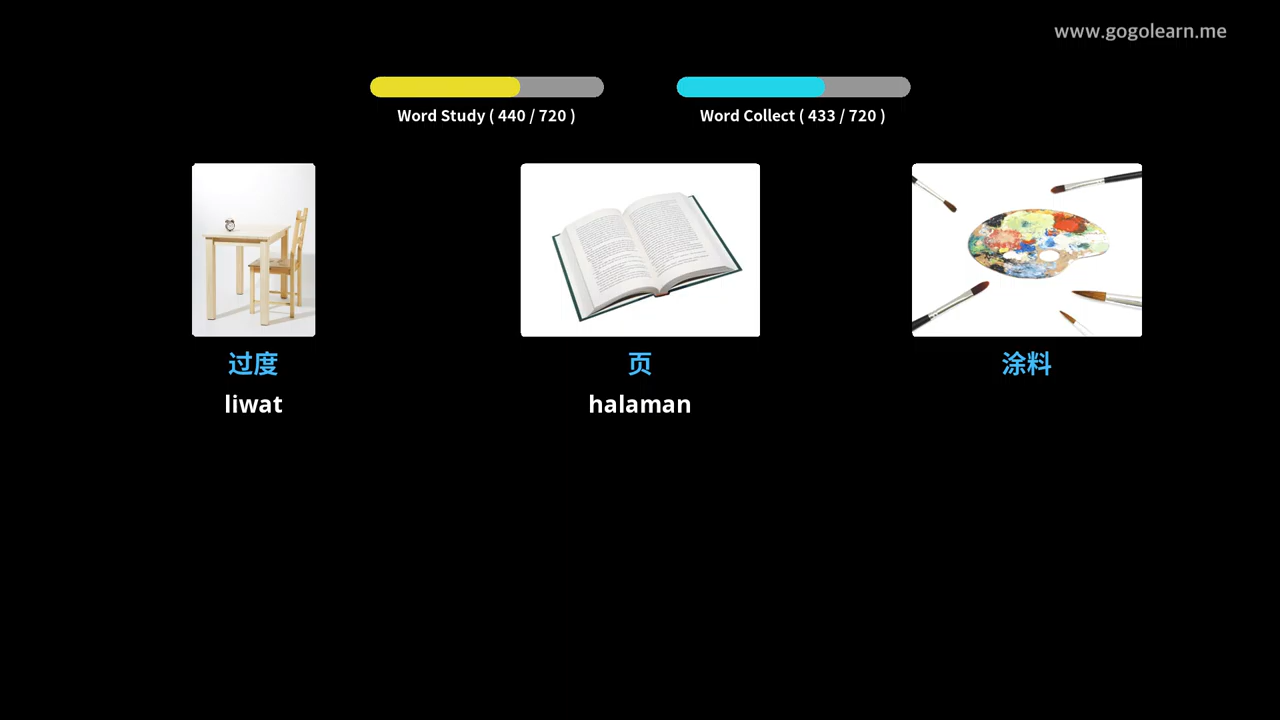 www.gogolearn.me
Word Study ( 440 / 720 )
Word Collect ( 433 / 720 )
过度
页
涂料
liwat
halaman